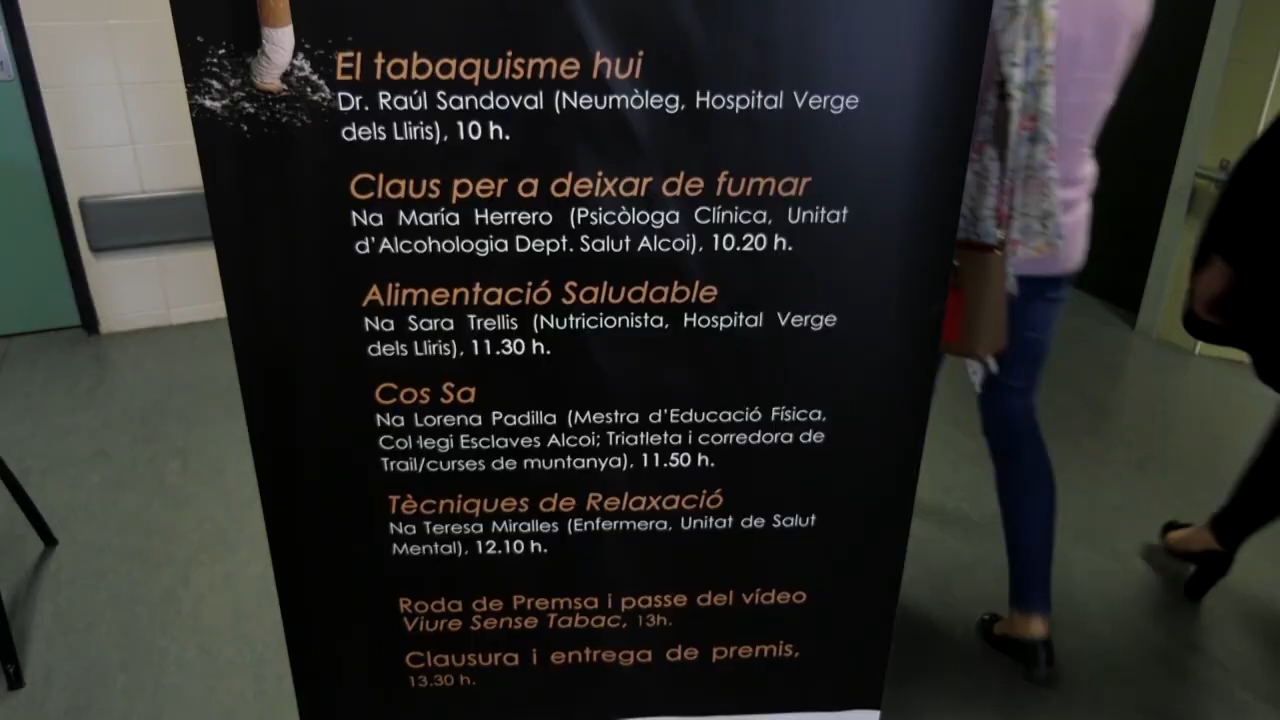 El tabaquisme hui
Dr. Raúl Sandoval (Neumòleg, Hospital Verge
dels Lliris), 10 h.
Claus per a deixar de fumar
Na María Herrero (Psicòloga Clínica, Unitat
d'Alcohologia Dept. Salut Alcoi), 10.20 h.
Alimentació Saludable
Na Sara Trellis (Nutricionista, Hospital Verge
dels Lliris), 11.30 h.
Cos Sa
Na Lorena Padilla (Mestra d'Educació Física,
Col·legi Esclaves Alcoi; Triatleta i corredora de
Trail/curses de muntanya), 11.50 h.
Tècniques de Relaxació
Na Teresa Miralles (Enfermera, Unitat de Salut
Mental), 12.10 h.
Roda de Premsa i passe del vídeo
Viure Sense Tabac, 13h.
Clausura i entrega de premis,
13.30 h.